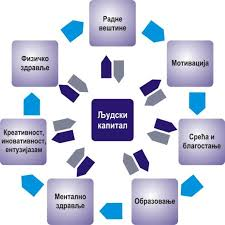 Радне
вештине
Мотивација
Срећа и
благостање
Образовање
Ментално
здравље
Креативност,
иновативност,
ентузијазам
Физичко
здравље
Људски
капитал